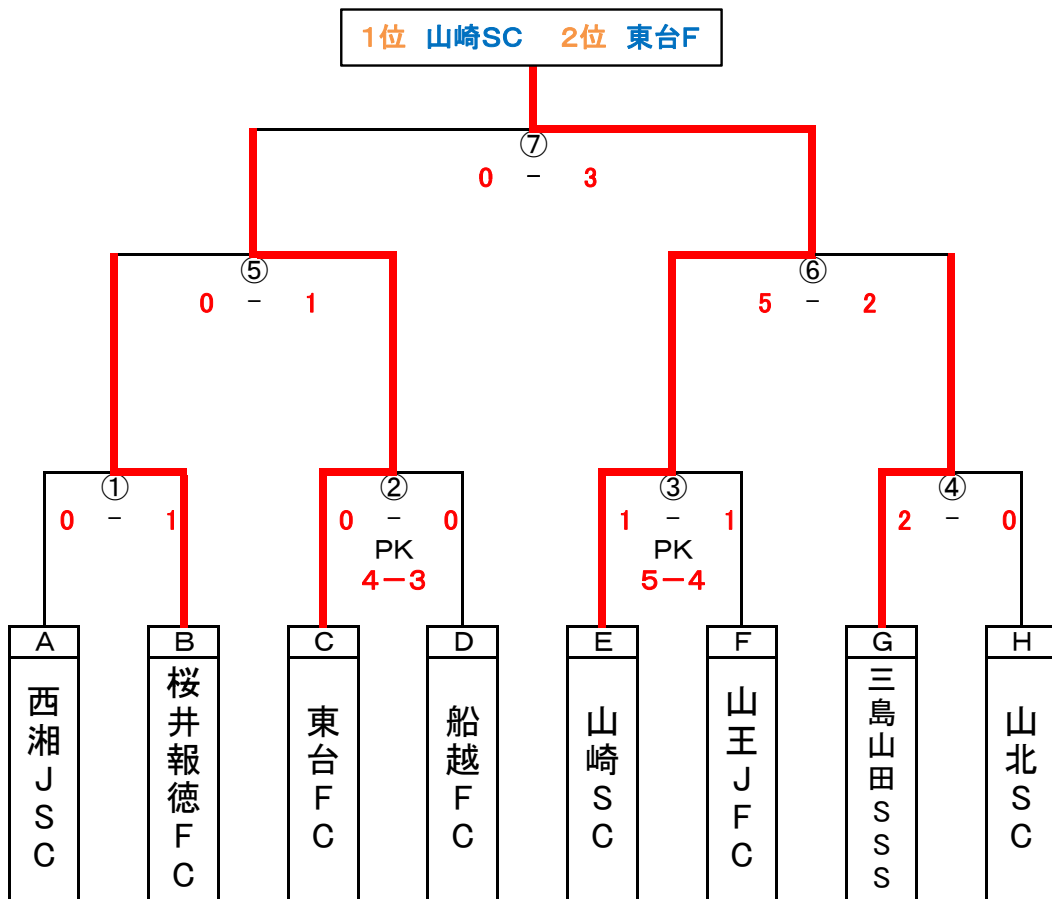 1位 山崎SC 2位 東台F
⑦
0 － 3
⑤ ⑥
0 － 1 5 － 2
① ② ③ ④
0 － 1 0 － 0 1 － 1 2 － 0
PK PK
4－3 5－4
A B C D E F G H
西湘JSC
桜井報徳FC
東台FC
船越FC
山崎SC
山王JFC
三島山田SSS
山北SC